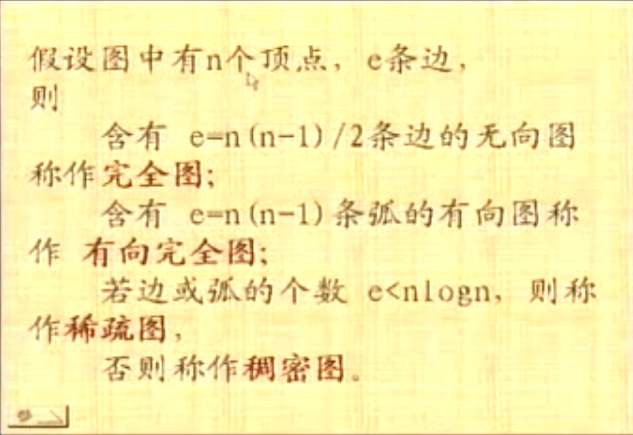 假设图中有n个顶点，e条边，
则
含有 e=n(n-1)/2条边的无向图
称作完全图;
含有 e=n(n-1)条弧的有向图称
作 有向完全图;
若边或弧的个数 e<nlogn，则称
作稀疏图，
否则称作稠密图。